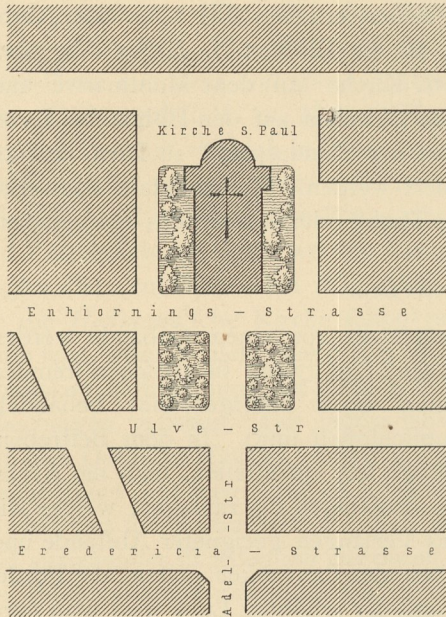 Kirche S. Paul
Enhiornings - Strasse
Ulve - Str.
Adel - Str
Fredericia - Strasse